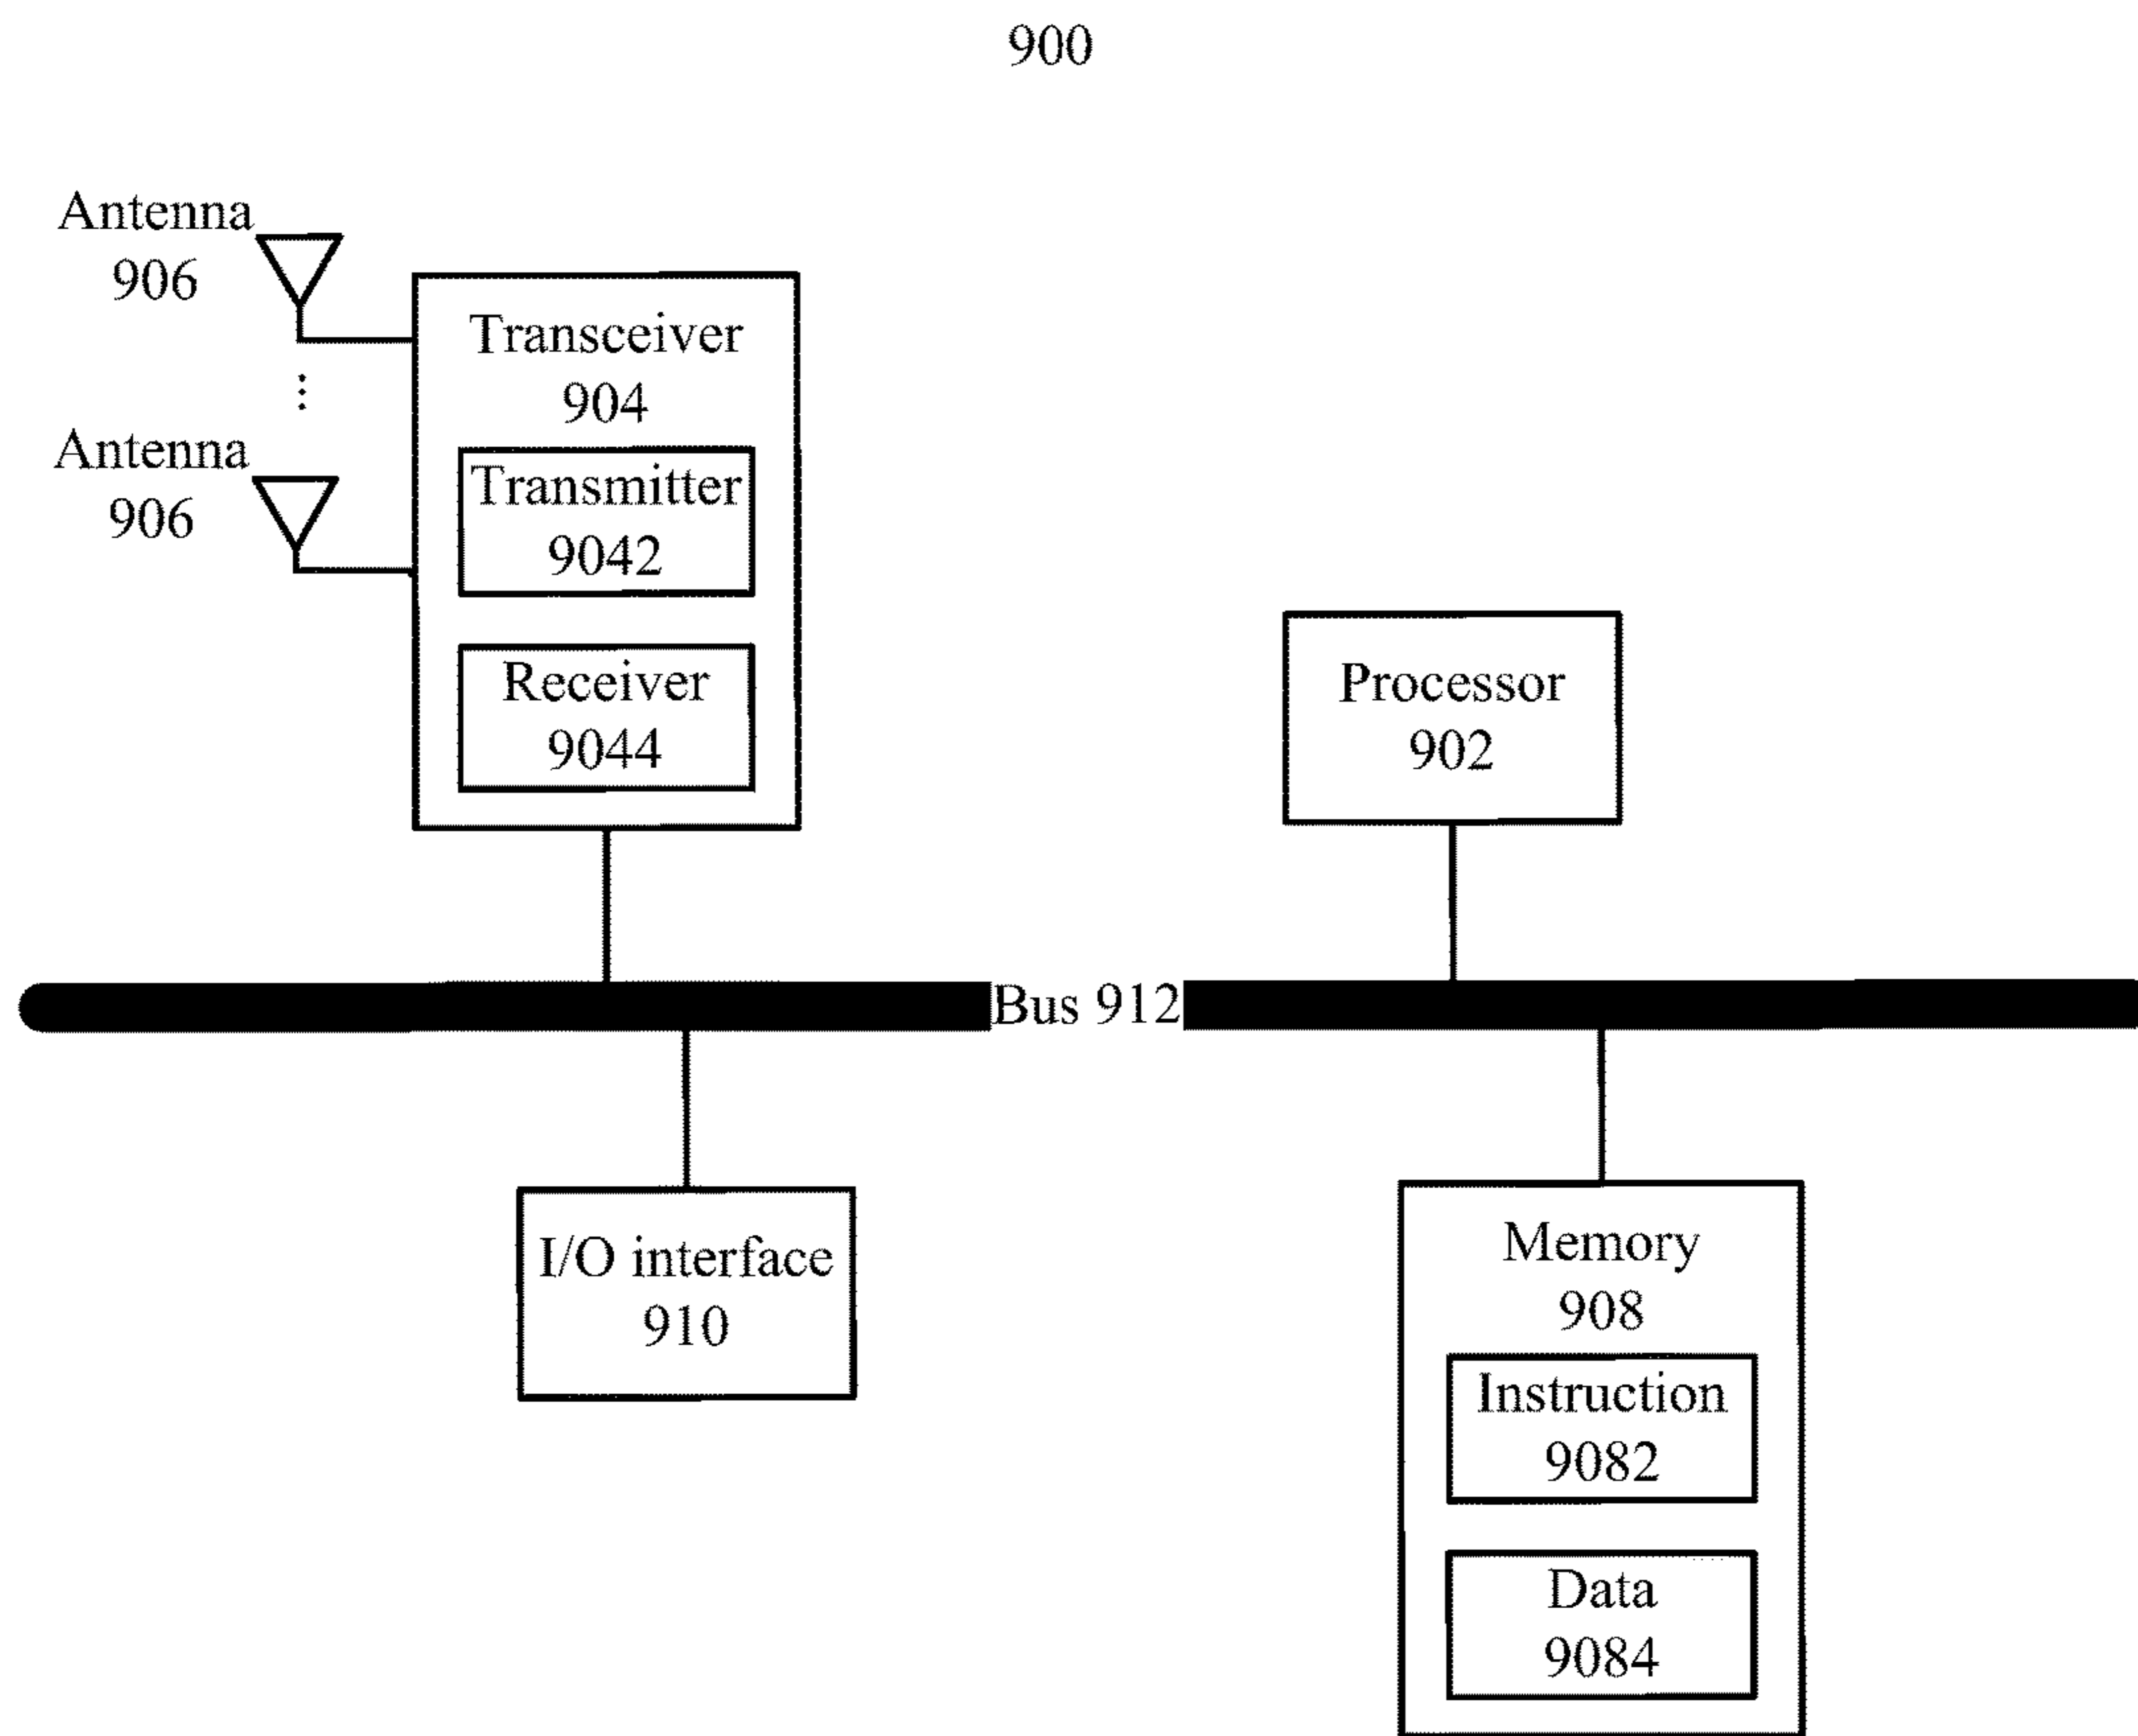 900
Antenna
906
Transceiver
904
Antenna
906
Transmitter
9042
Receiver
9044
Processor
902
Bus 912
I/O interface
910
Memory
908
Instruction
9082
Data
9084